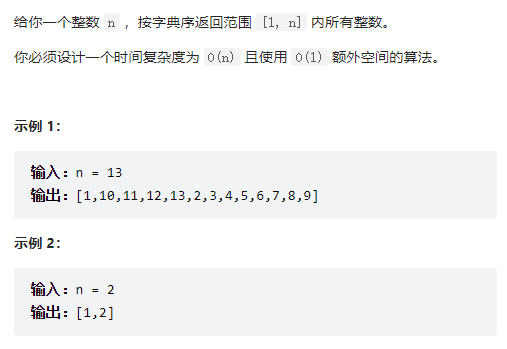 给你一个整数 n ，按字典序返回范围 [1, n] 内所有整数。
你必须设计一个时间复杂度为 O(n) 且使用 O(1) 额外空间的算法。
示例 1：
输入：n = 13
输出：[1,10,11,12,13,2,3,4,5,6,7,8,9]
示例 2：
输入：n = 2
输出：[1,2]